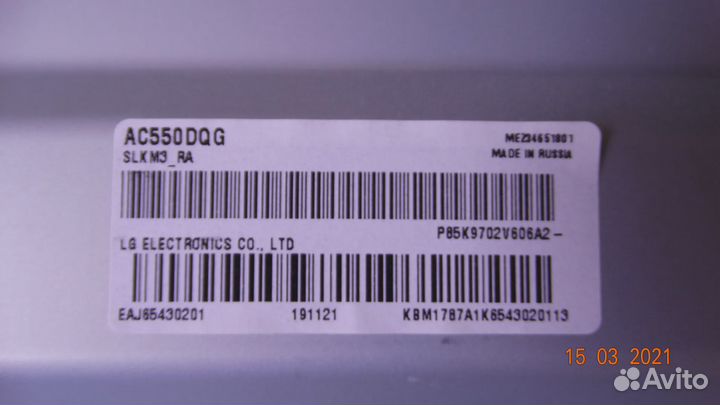 AC550DQG
MEZ34651801
SLKM3_RA
MADE IN RUSSIA
P85K9702V606A2-
LG ELECTRONICS CO., LTD
EAJ65430201 191121 KBM1787A1K6543020113
15 03 2021
Avito